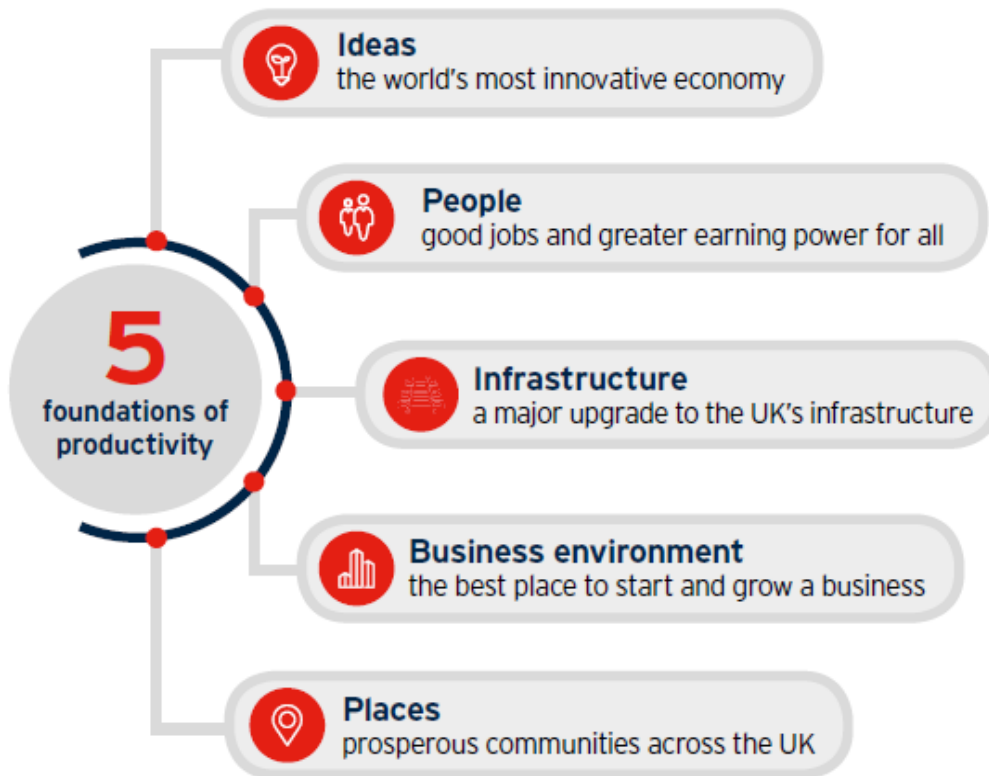 Ideas
the world's most innovative economy
People
good jobs and greater earning power for all
5
foundations of
productivity
Infrastructure
a major upgrade to the UK's infrastructure
Business environment
the best place to start and grow a business
Places
prosperous communities across the UK